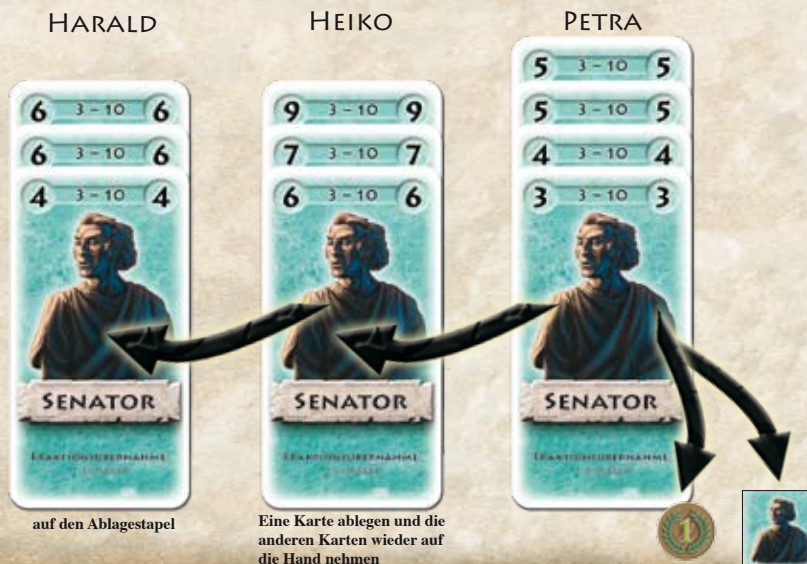 HARALD
HEIKO
PETRA
6 3-10 6
6 3-10 6
4 3-10 4
SENATOR
FRAKTIONSÜBERNAHME
auf den Ablagestapel
9 3-10 9
7 3-10 7
6 3-10 6
SENATOR
FRAKTIONSÜBERNAHME
Eine Karte ablegen und die
anderen Karten wieder auf
die Hand nehmen
5 3-10 5
5 3-10 5
4 3-10 4
3 3-10 3
SENATOR
FRAKTIONSÜBERNAHME
1